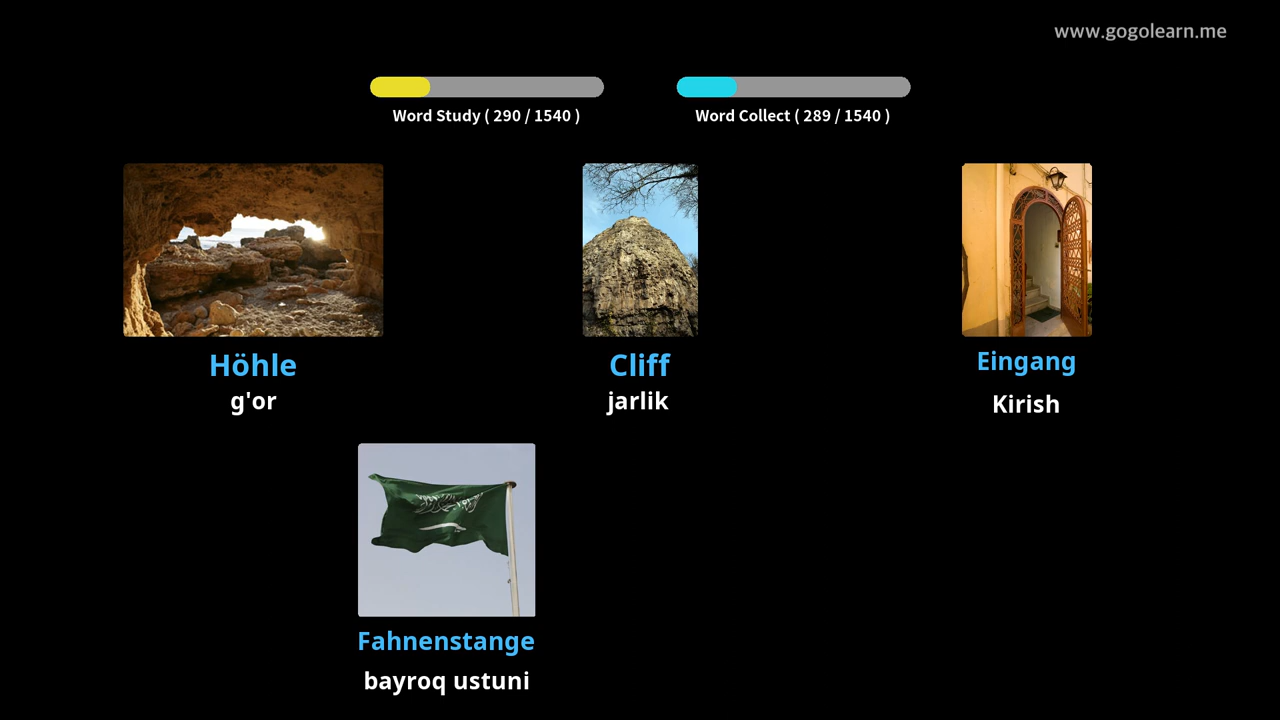 www.gogolearn.me
Word Study ( 290 / 1540 )
Word Collect ( 289 / 1540 )
Höhle
g'or
Cliff
jarlik
Eingang
Kirish
Fahnenstange
bayroq ustuni